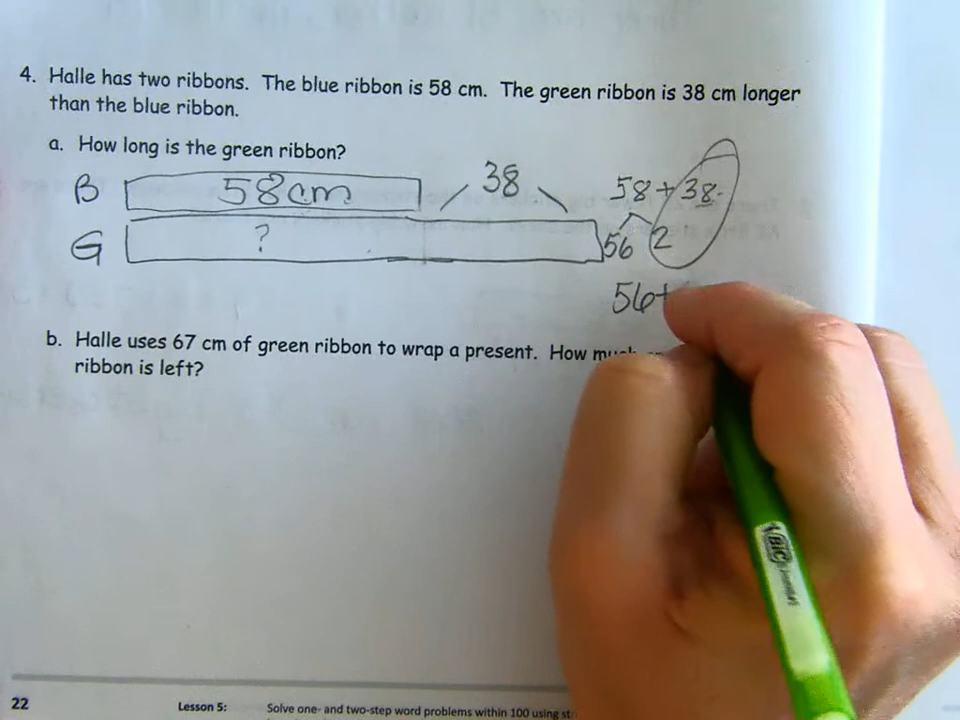 4. Halle has two ribbons. The blue ribbon is 58 cm. The green ribbon is 38 cm longer
than the blue ribbon.
a. How long is the green ribbon?
38
B 58cm 58 + 38
G ? 56 2
56+
b. Halle uses 67 cm of green ribbon to wrap a present. How much
ribbon is left?
BIC
22 Lesson 5: Solve one- and two-step word problems within 100 using